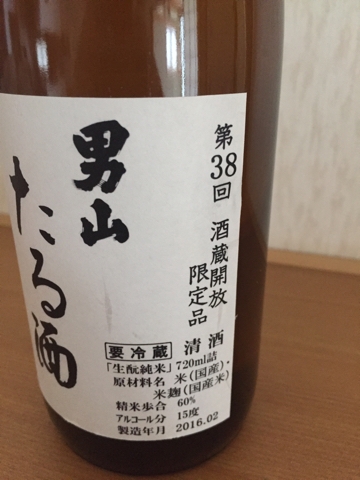 第38回 酒蔵開放
限定品
男山
たる酒
清酒
要冷蔵
「生酛純米」720ml詰
原材料名 米(国産)・
米麹(国産米)
精米歩合 60%
アルコール分 15度
製造年月 2016.02